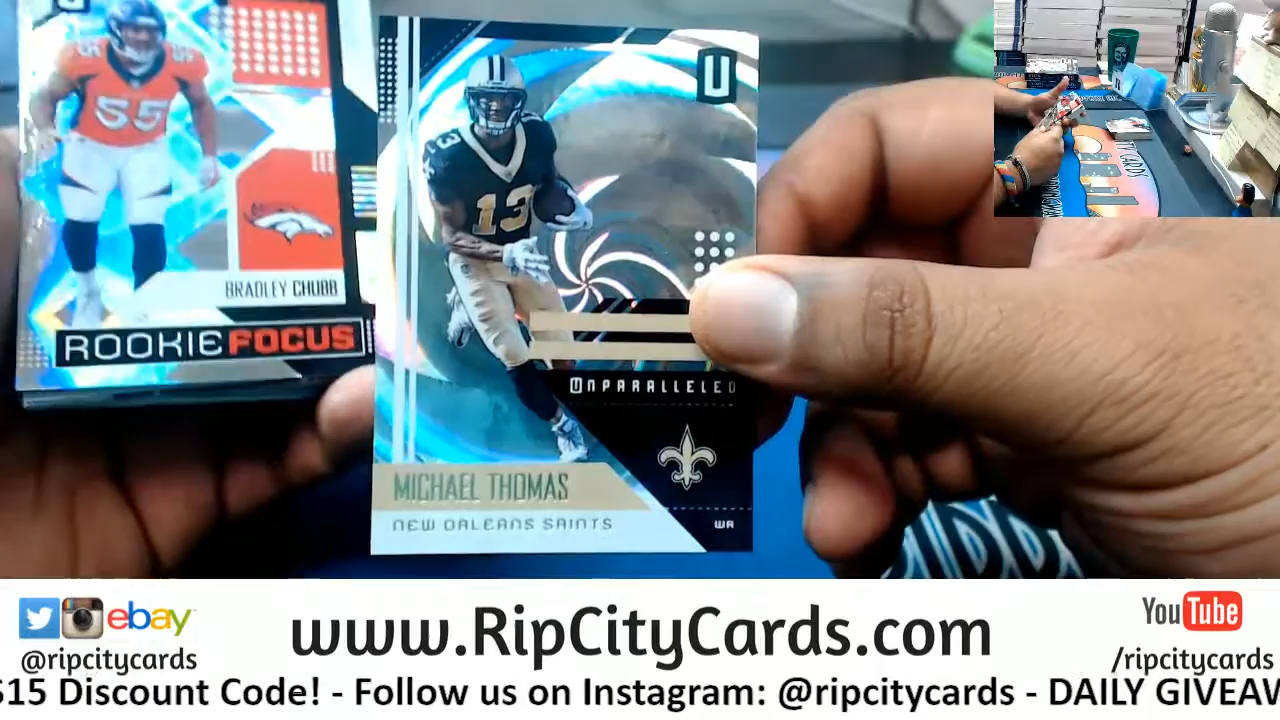 55
BRADLEY CHUBB
ROOKIE FOCUS
U
13
13
UNPARALLELED
MICHAEL THOMAS
NEW ORLEANS SAINTS
WR
ebay
@ripcitycards
www.RipCityCards.com
YouTube
/ripcitycards
$15 Discount Code! - Follow us on Instagram: @ripcitycards - DAILY